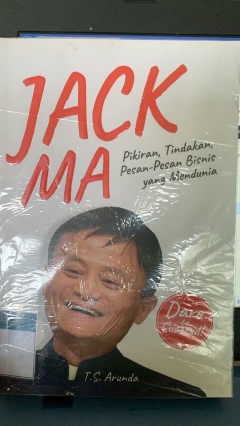 JACK
MA
Pikiran, Tindakan,
Pesan-Pesan Bisnis
yang Mendunia
T.S. Arunda